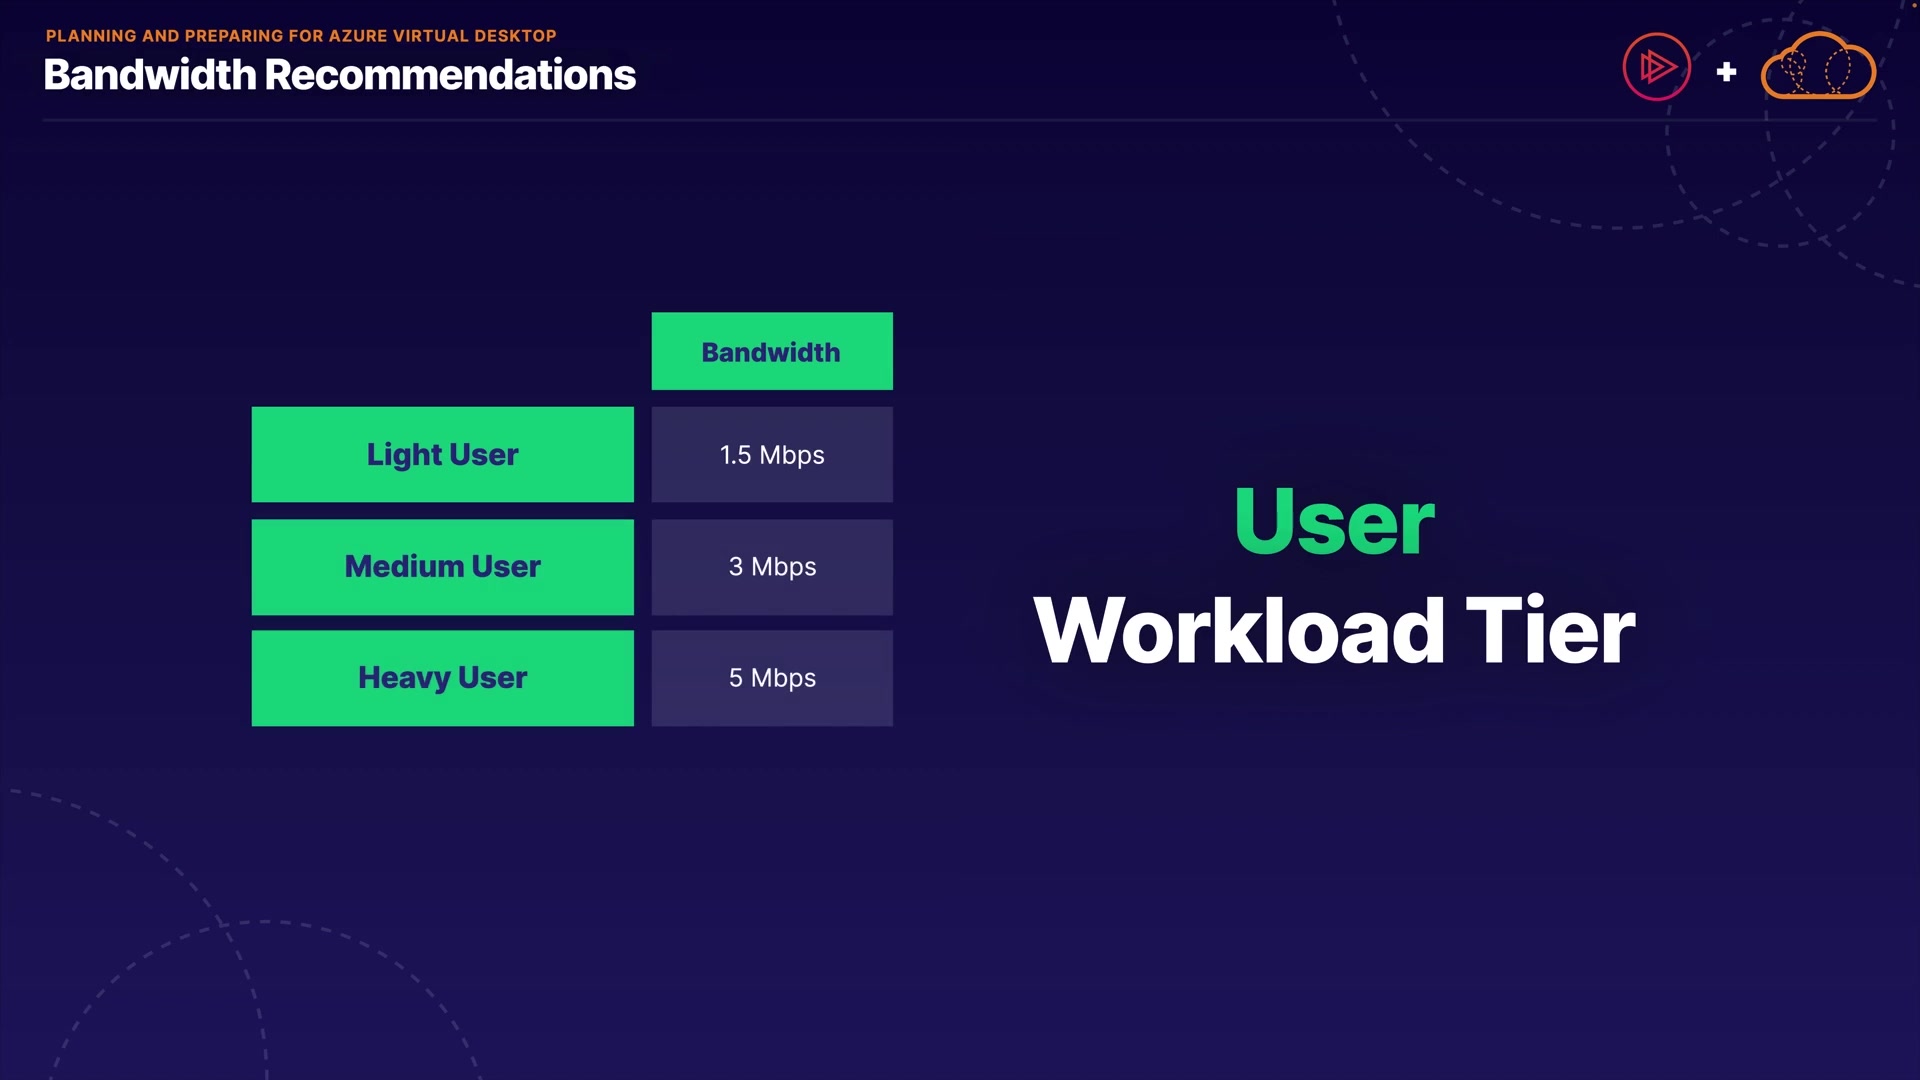 PLANNING AND PREPARING FOR AZURE VIRTUAL DESKTOP
Bandwidth Recommendations
Bandwidth
Light User
1.5 Mbps
Medium User
3 Mbps
Heavy User
5 Mbps
User
Workload Tier